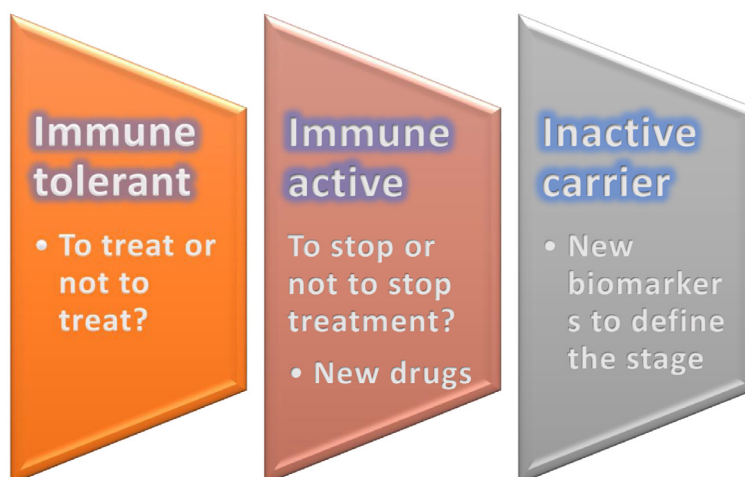 Immune
tolerant
• To treat or
not to
treat?
Immune
active
To stop or
not to stop
treatment?
• New drugs
Inactive
carrier
• New
biomarker
s to define
the stage